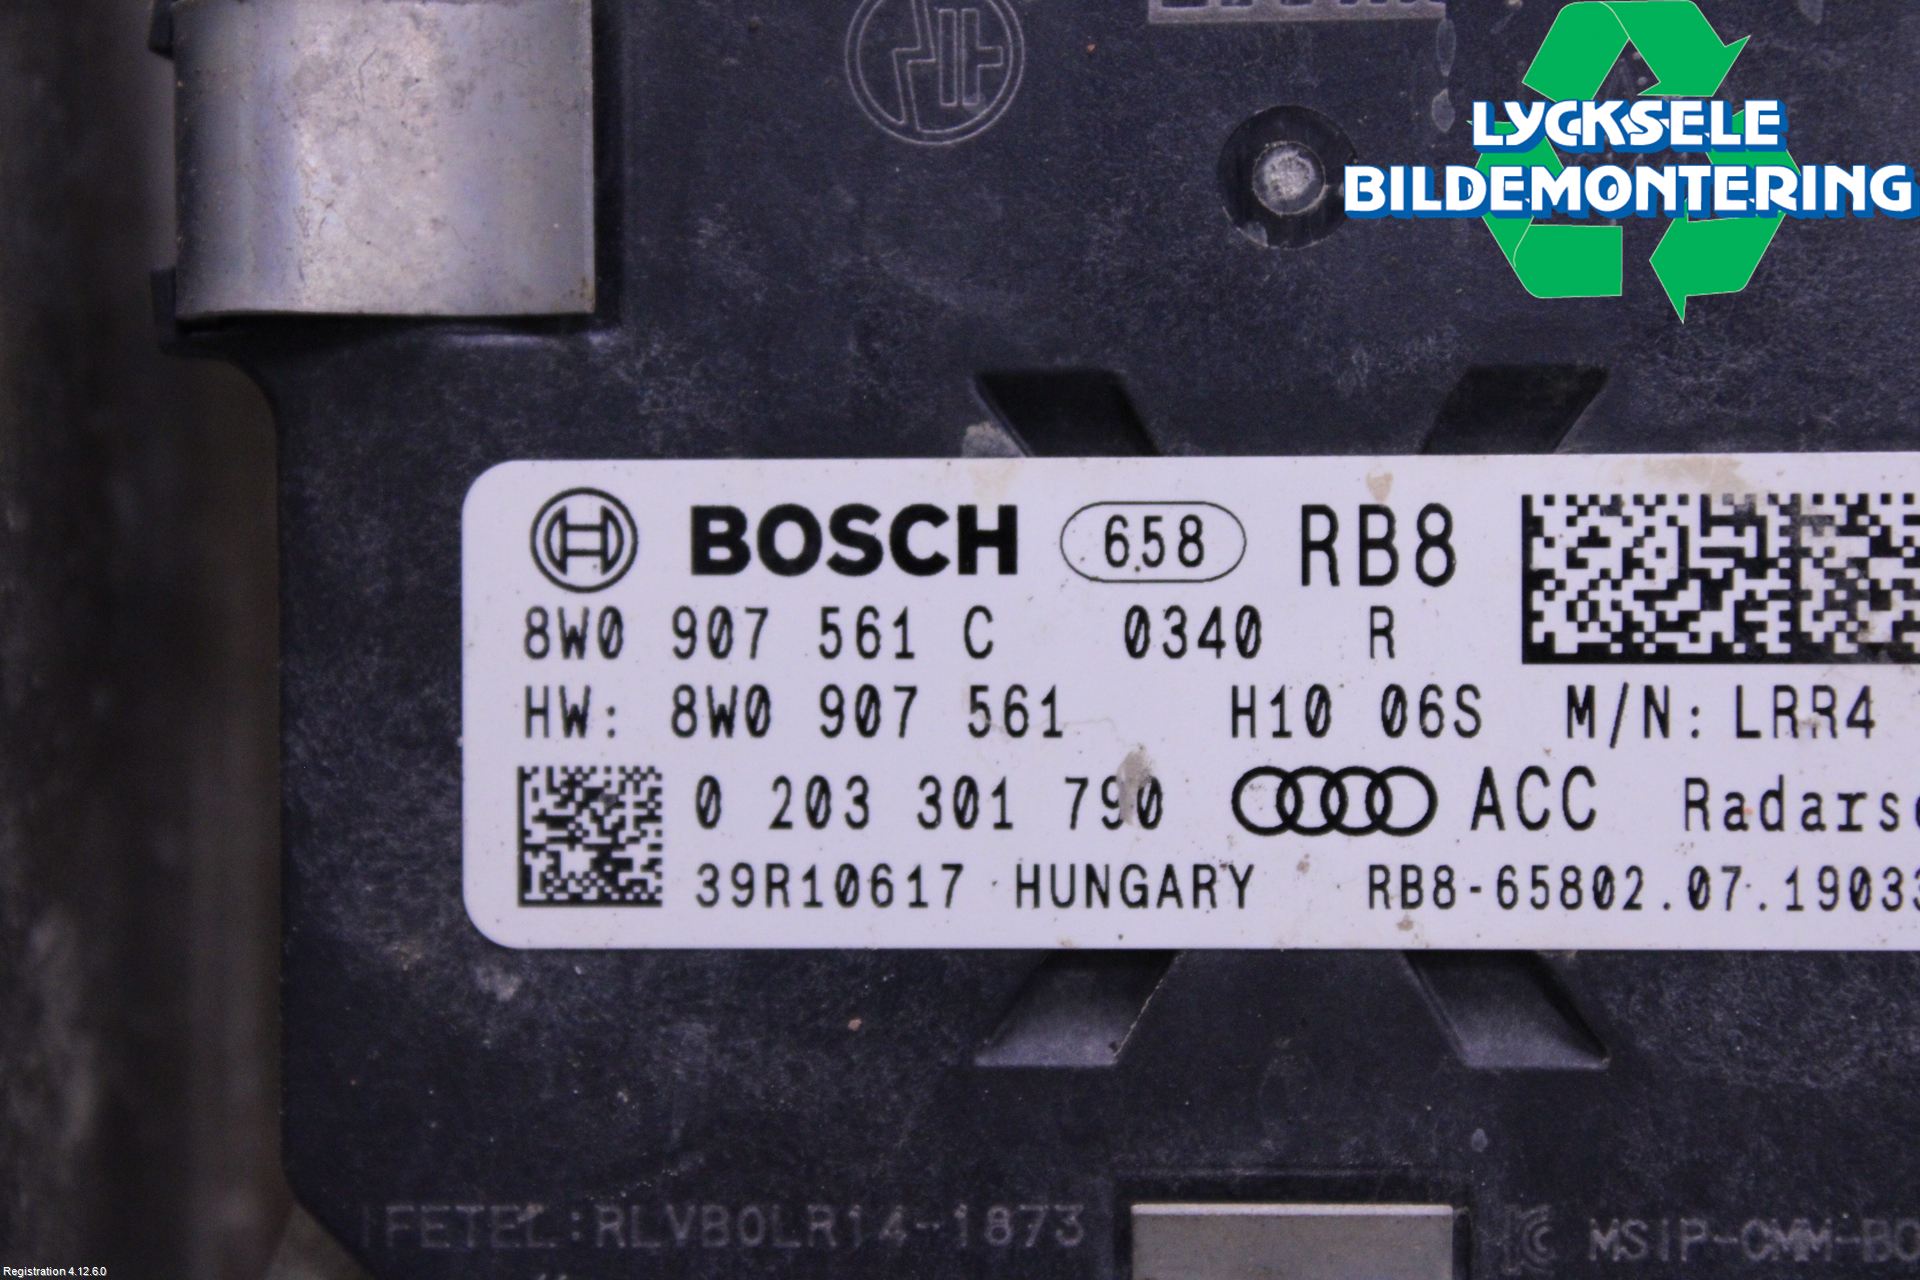 LYCKSELE
BILDEMONTERING
BOSCH 658 RB8
8W0 907 561 C 0340 R
HW: 8W0 907 561 H10 06S M/N: LRR4
0 203 301 790 ACC Radarse
39R10617 HUNGARY RB8-65802.07.19033
IFETEL:RLVBOLR14-1873 MSIP-CMM-BO
Registration 4.12.6.0